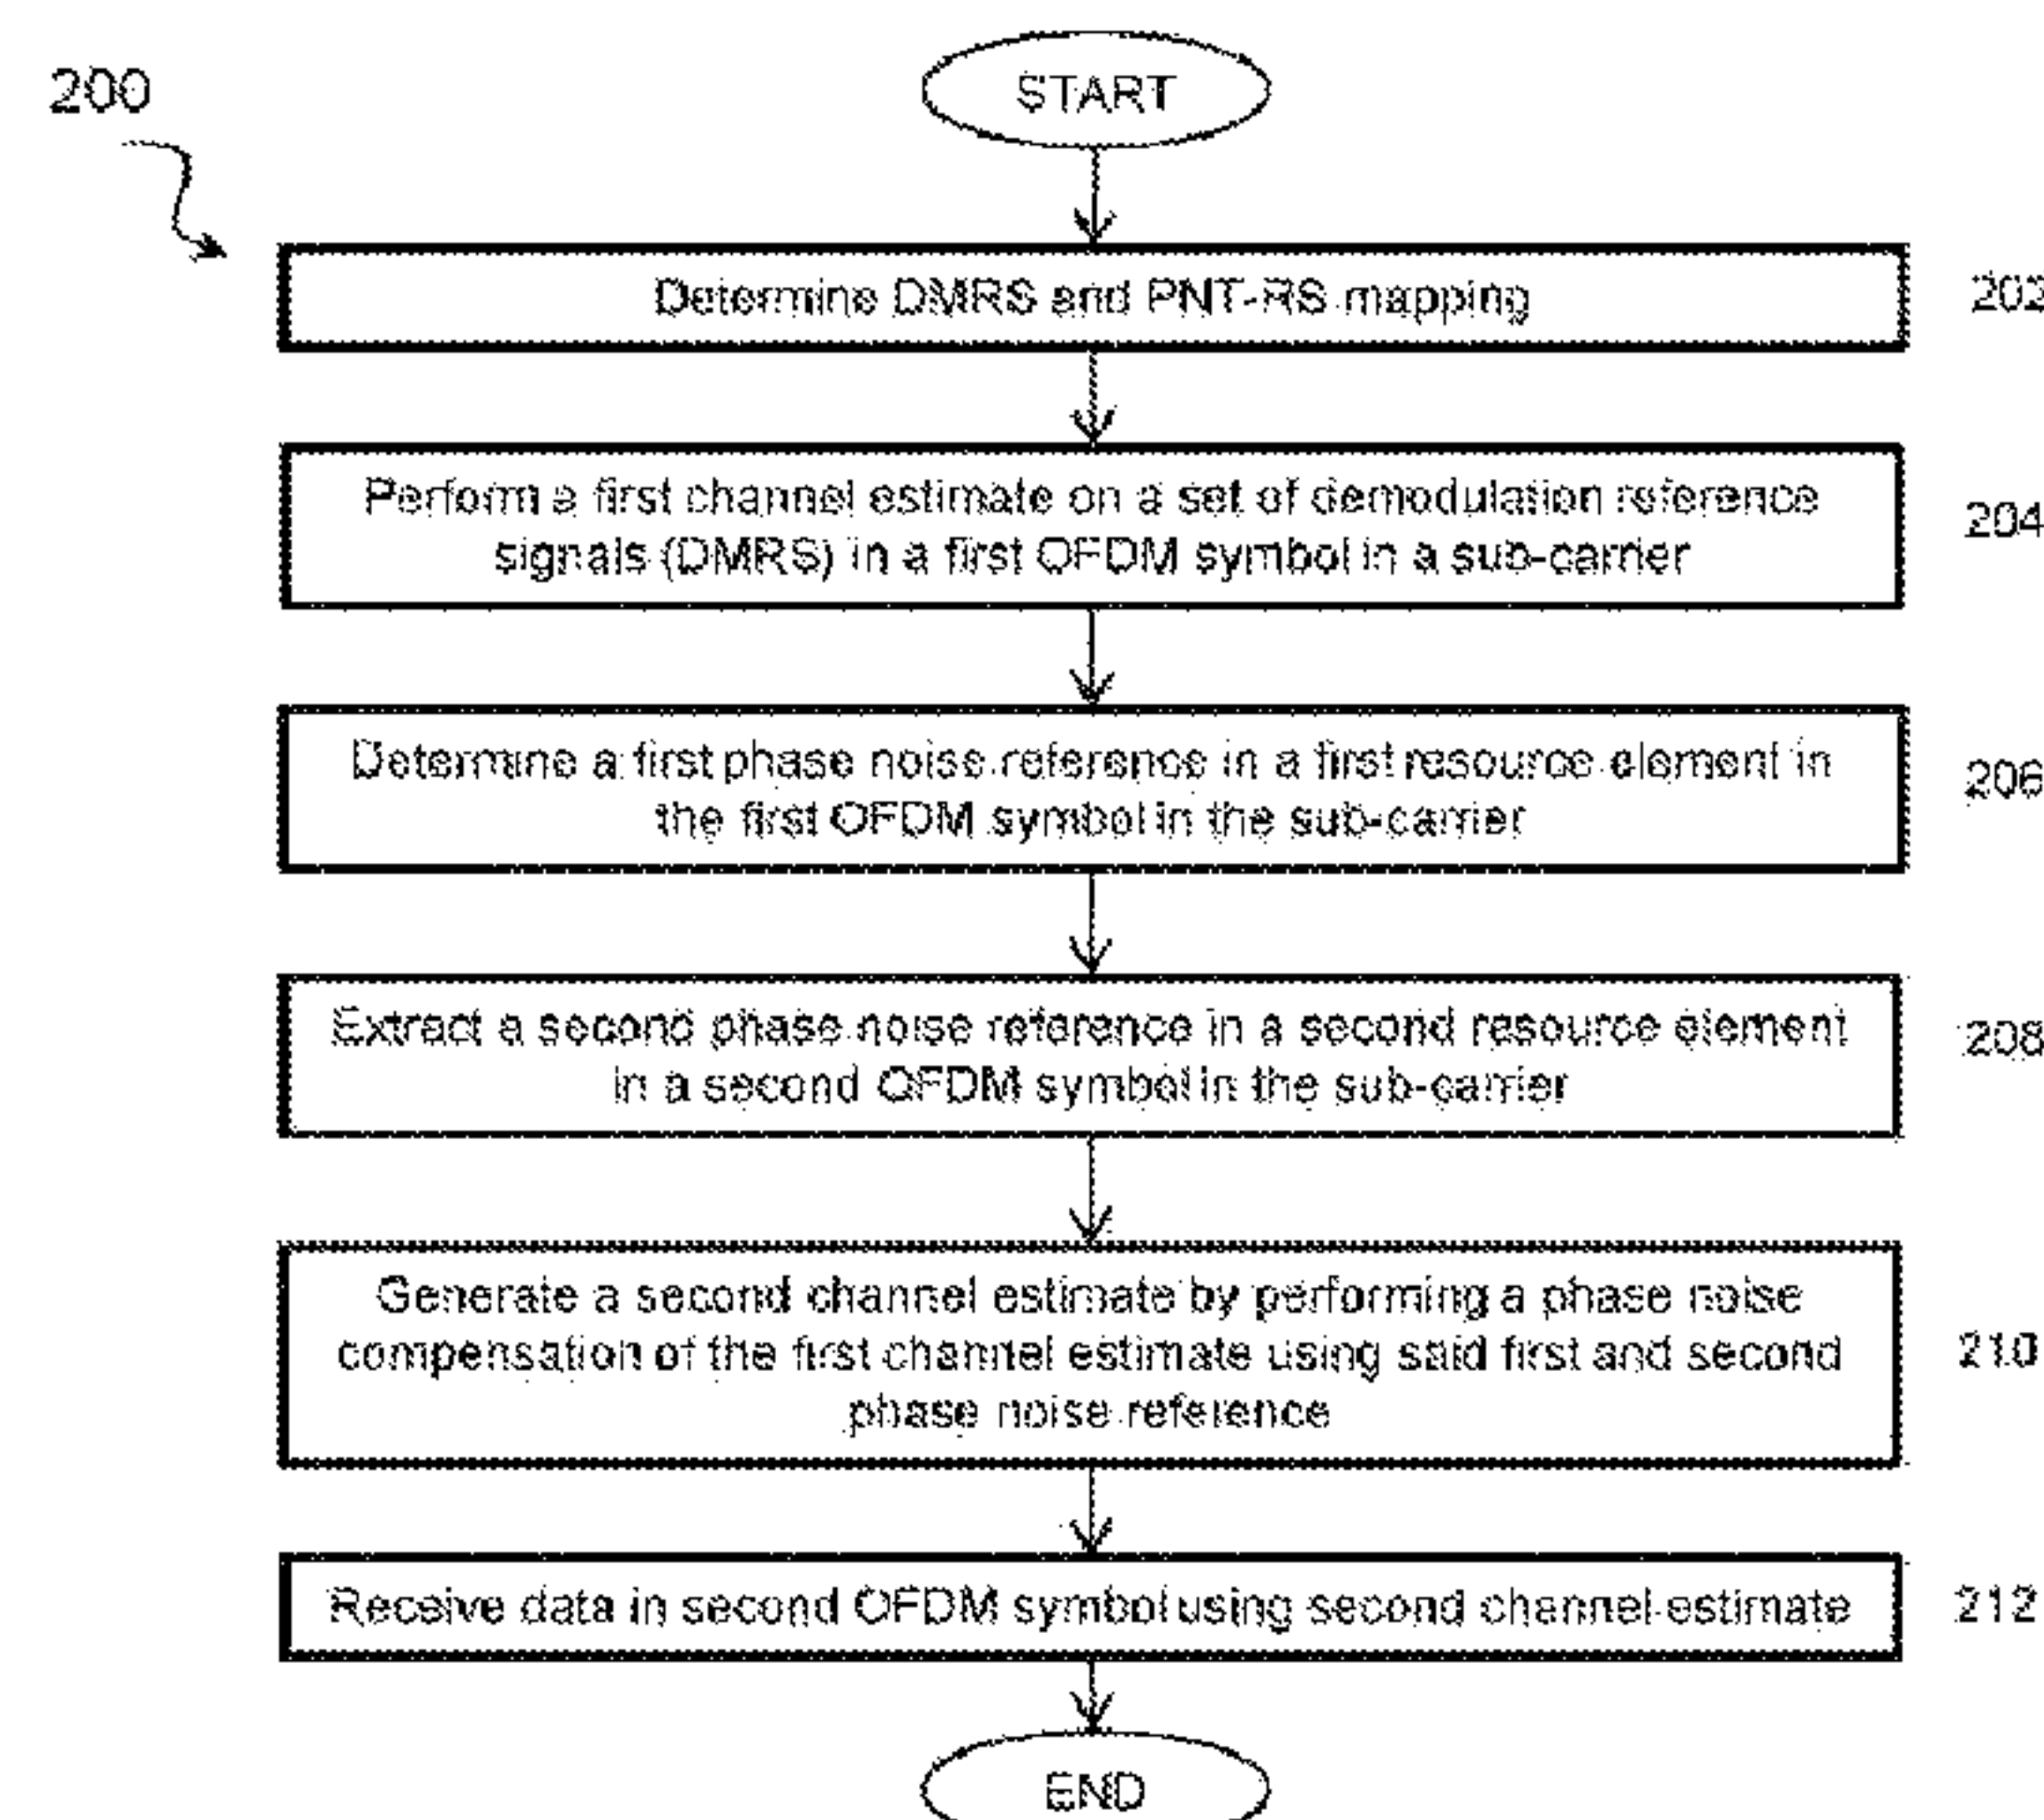 200
START
Determine DMRS and PNT-RS mapping
202
Perform a first channel estimate on a set of demodulation reference
signals (DMRS) in a first OFDM symbol in a sub-carrier
204
Determine a first phase noise reference in a first resource element in
the first OFDM symbol in the sub-carrier
206
Extract a second phase noise reference in a second resource element
in a second OFDM symbol in the sub-carrier
208
Generate a second channel estimate by performing a phase noise
compensation of the first channel estimate using said first and second
phase noise reference
210
Receive data in second OFDM symbol using second channel estimate
212
END